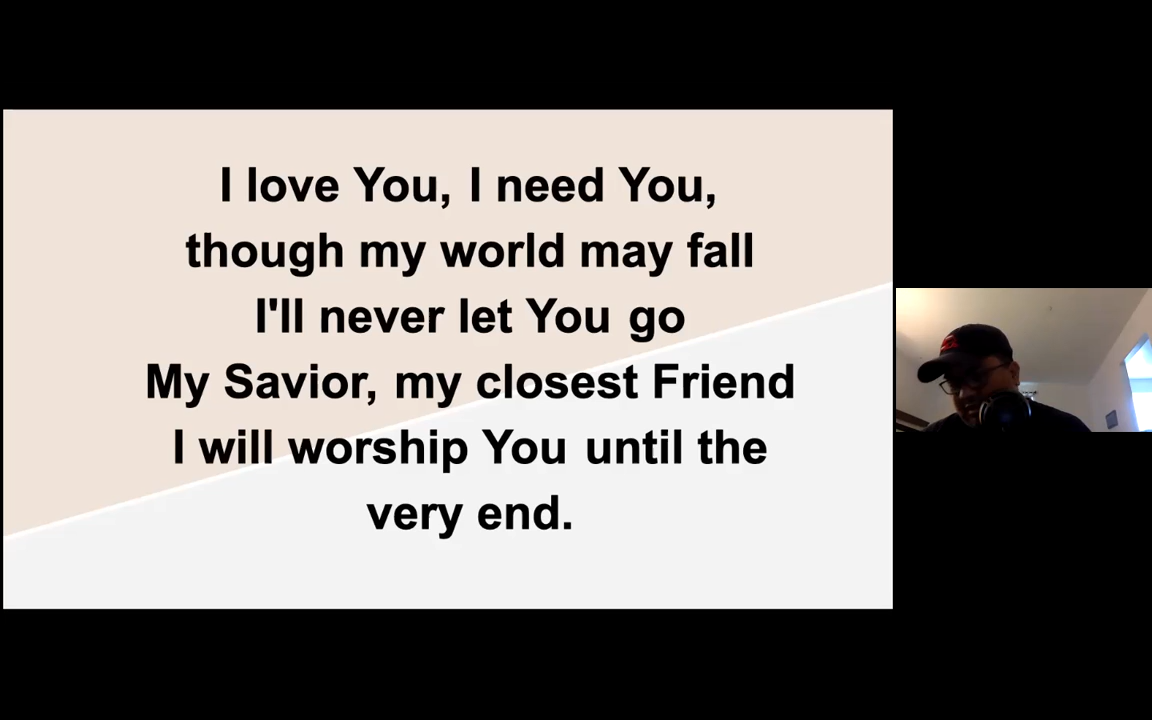 I love You, I need You,
though my world may fall
I'll never let You go
My Savior, my closest Friend
I will worship You until the
very end.